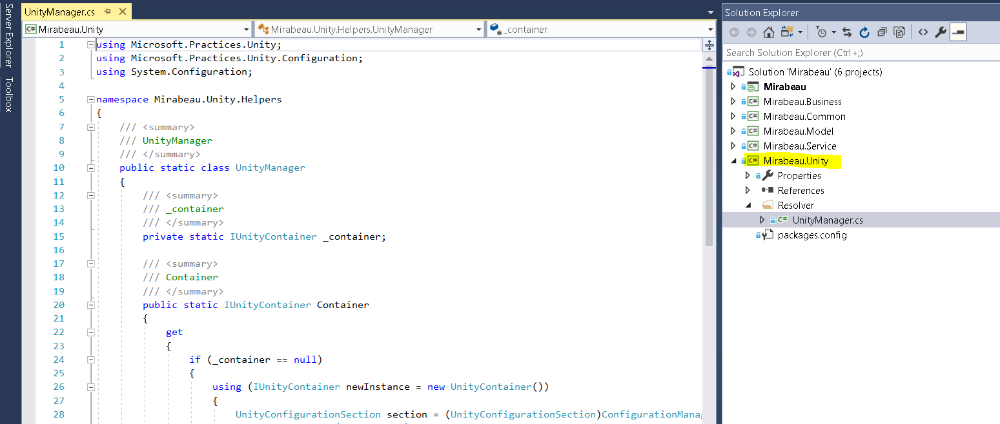 Server Explorer
Toolbox
UnityManager.cs
C# Mirabeau.Unity
Mirabeau.Unity.Helpers.UnityManager
_container
1 using Microsoft.Practices.Unity;
2 using Microsoft.Practices.Unity.Configuration;
3 using System.Configuration;
4
5 namespace Mirabeau.Unity.Helpers
6 {
7 /// <summary>
8 /// UnityManager
9 /// </summary>
10 public static class UnityManager
11 {
12 /// <summary>
13 /// _container
14 /// </summary>
15 private static IUnityContainer _container;
16
17 /// <summary>
18 /// Container
19 /// </summary>
20 public static IUnityContainer Container
21 {
22 get
23 {
24 if (_container == null)
25 {
26 using (IUnityContainer newInstance = new UnityContainer())
27 {
28 UnityConfigurationSection section = (UnityConfigurationSection)ConfigurationMana
Solution Explorer
Search Solution Explorer (Ctrl+;)
Solution 'Mirabeau' (6 projects)
Mirabeau
C# Mirabeau.Business
C# Mirabeau.Common
C# Mirabeau.Model
C# Mirabeau.Service
C# Mirabeau.Unity
Properties
References
Resolver
C# UnityManager.cs
packages.config